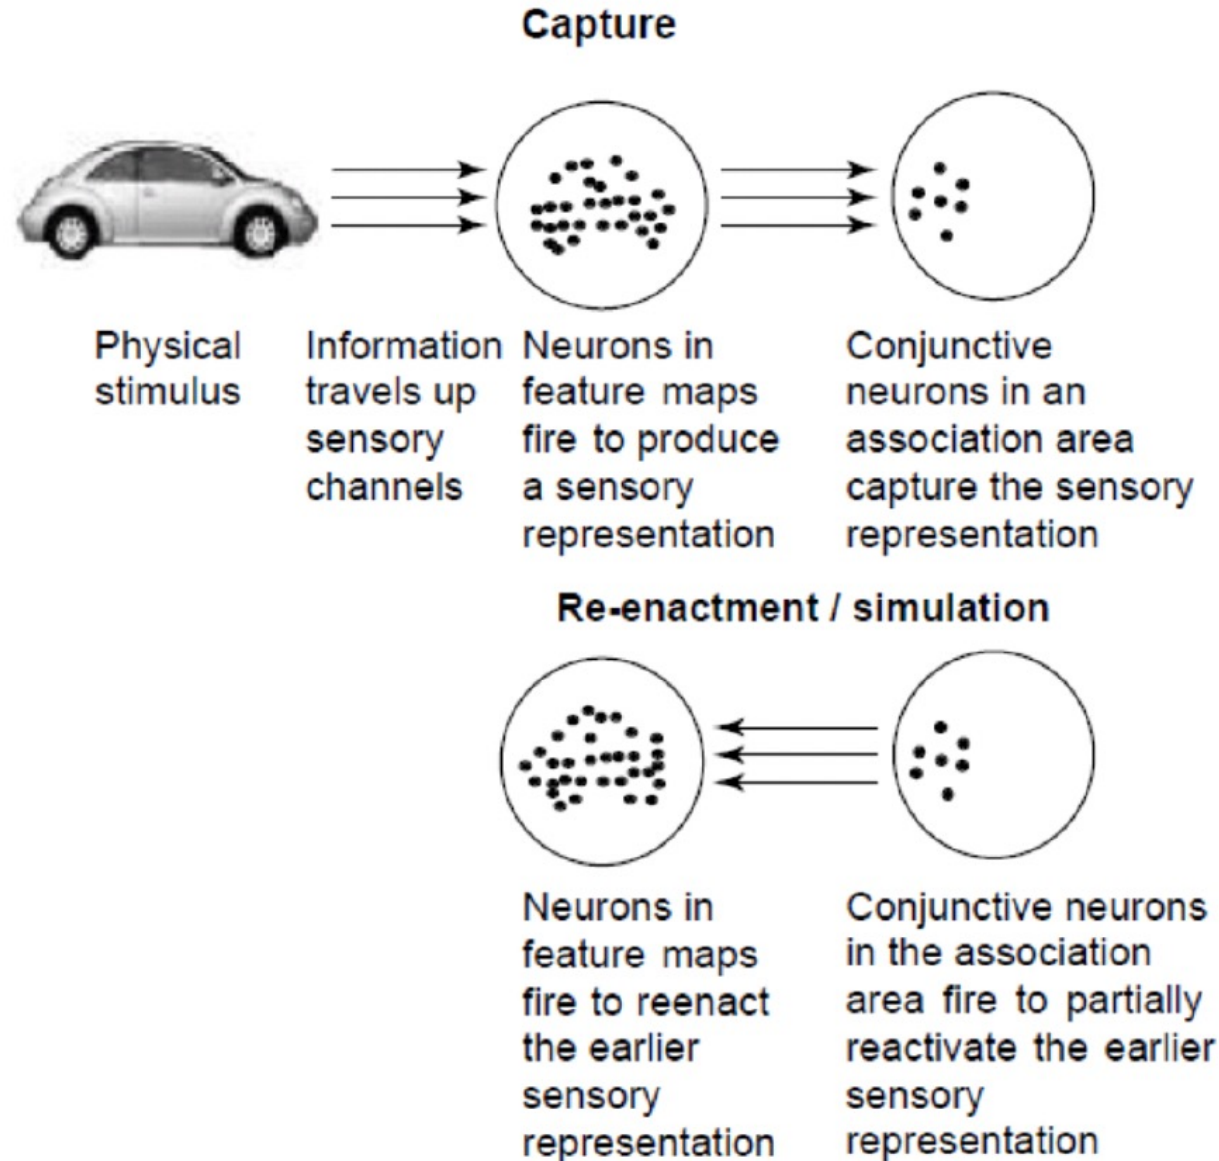 Capture
Physical
stimulus
Information
travels up
sensory
channels
Neurons in
feature maps
fire to produce
a sensory
representation
Conjunctive
neurons in an
association area
capture the sensory
representation
Re-enactment / simulation
Neurons in
feature maps
fire to reenact
the earlier
sensory
representation
Conjunctive neurons
in the association
area fire to partially
reactivate the earlier
sensory
representation